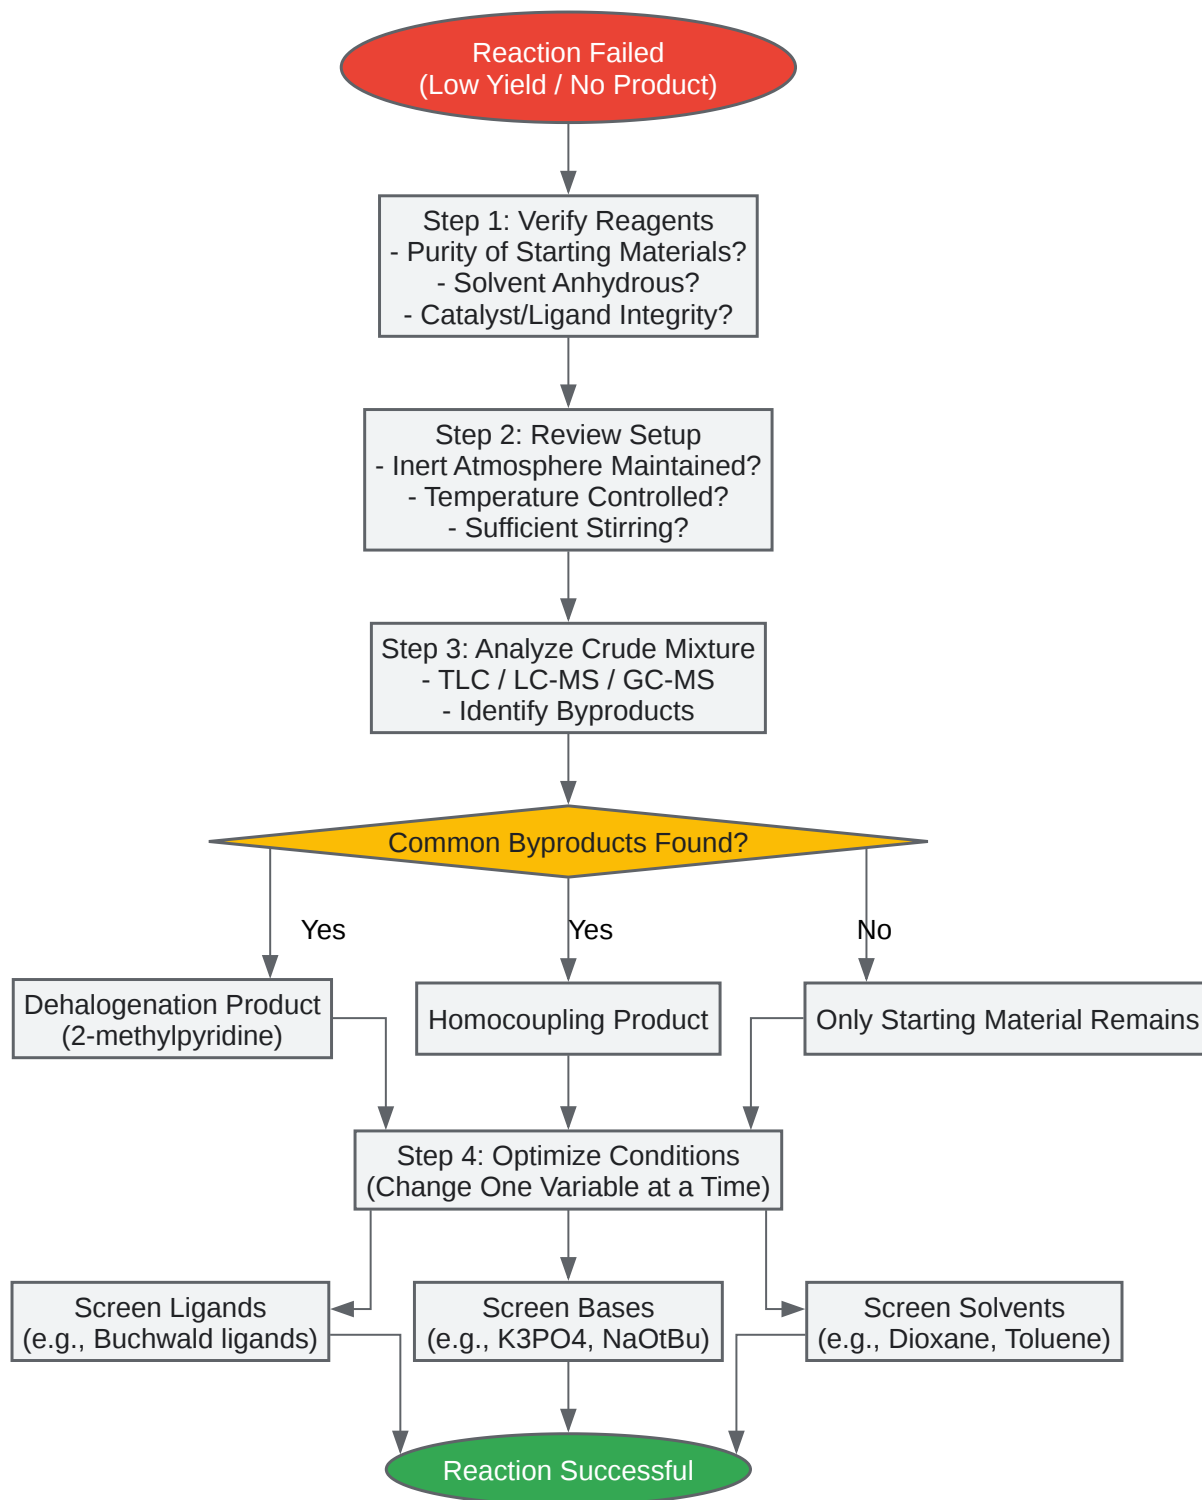 Reaction Failed
(Low Yield / No Product)
Step 1: Verify Reagents
- Purity of Starting Materials?
- Solvent Anhydrous?
- Catalyst/Ligand Integrity?
Step 2: Review Setup
- Inert Atmosphere Maintained?
- Temperature Controlled?
- Sufficient Stirring?
Step 3: Analyze Crude Mixture
- TLC / LC-MS / GC-MS
- Identify Byproducts
Common Byproducts Found?
Yes
Yes
No
Dehalogenation Product
(2-methylpyridine)
Homocoupling Product
Only Starting Material Remains
Step 4: Optimize Conditions
(Change One Variable at a Time)
Screen Ligands
(e.g., Buchwald ligands)
Screen Bases
(e.g., K3PO4, NaOtBu)
Screen Solvents
(e.g., Dioxane, Toluene)
Reaction Successful